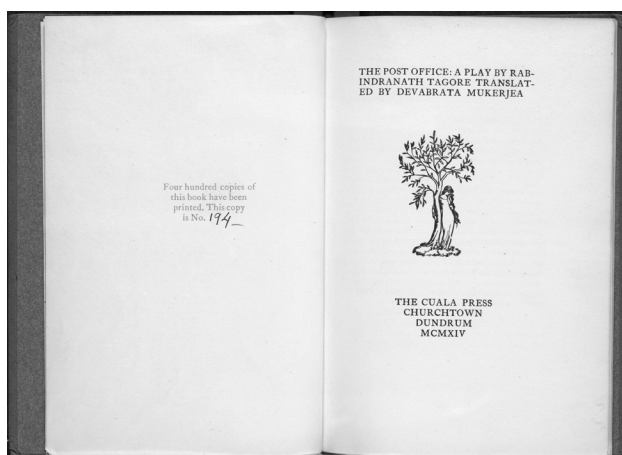 Four hundred copies of
this book have been
printed. This copy
is No. 194
THE POST OFFICE: A PLAY BY RAB-
INDRANATH TAGORE TRANSLAT-
ED BY DEVABRATA MUKERJEA
THE CUALA PRESS
CHURCHTOWN
DUNDRUM
MCMXIV